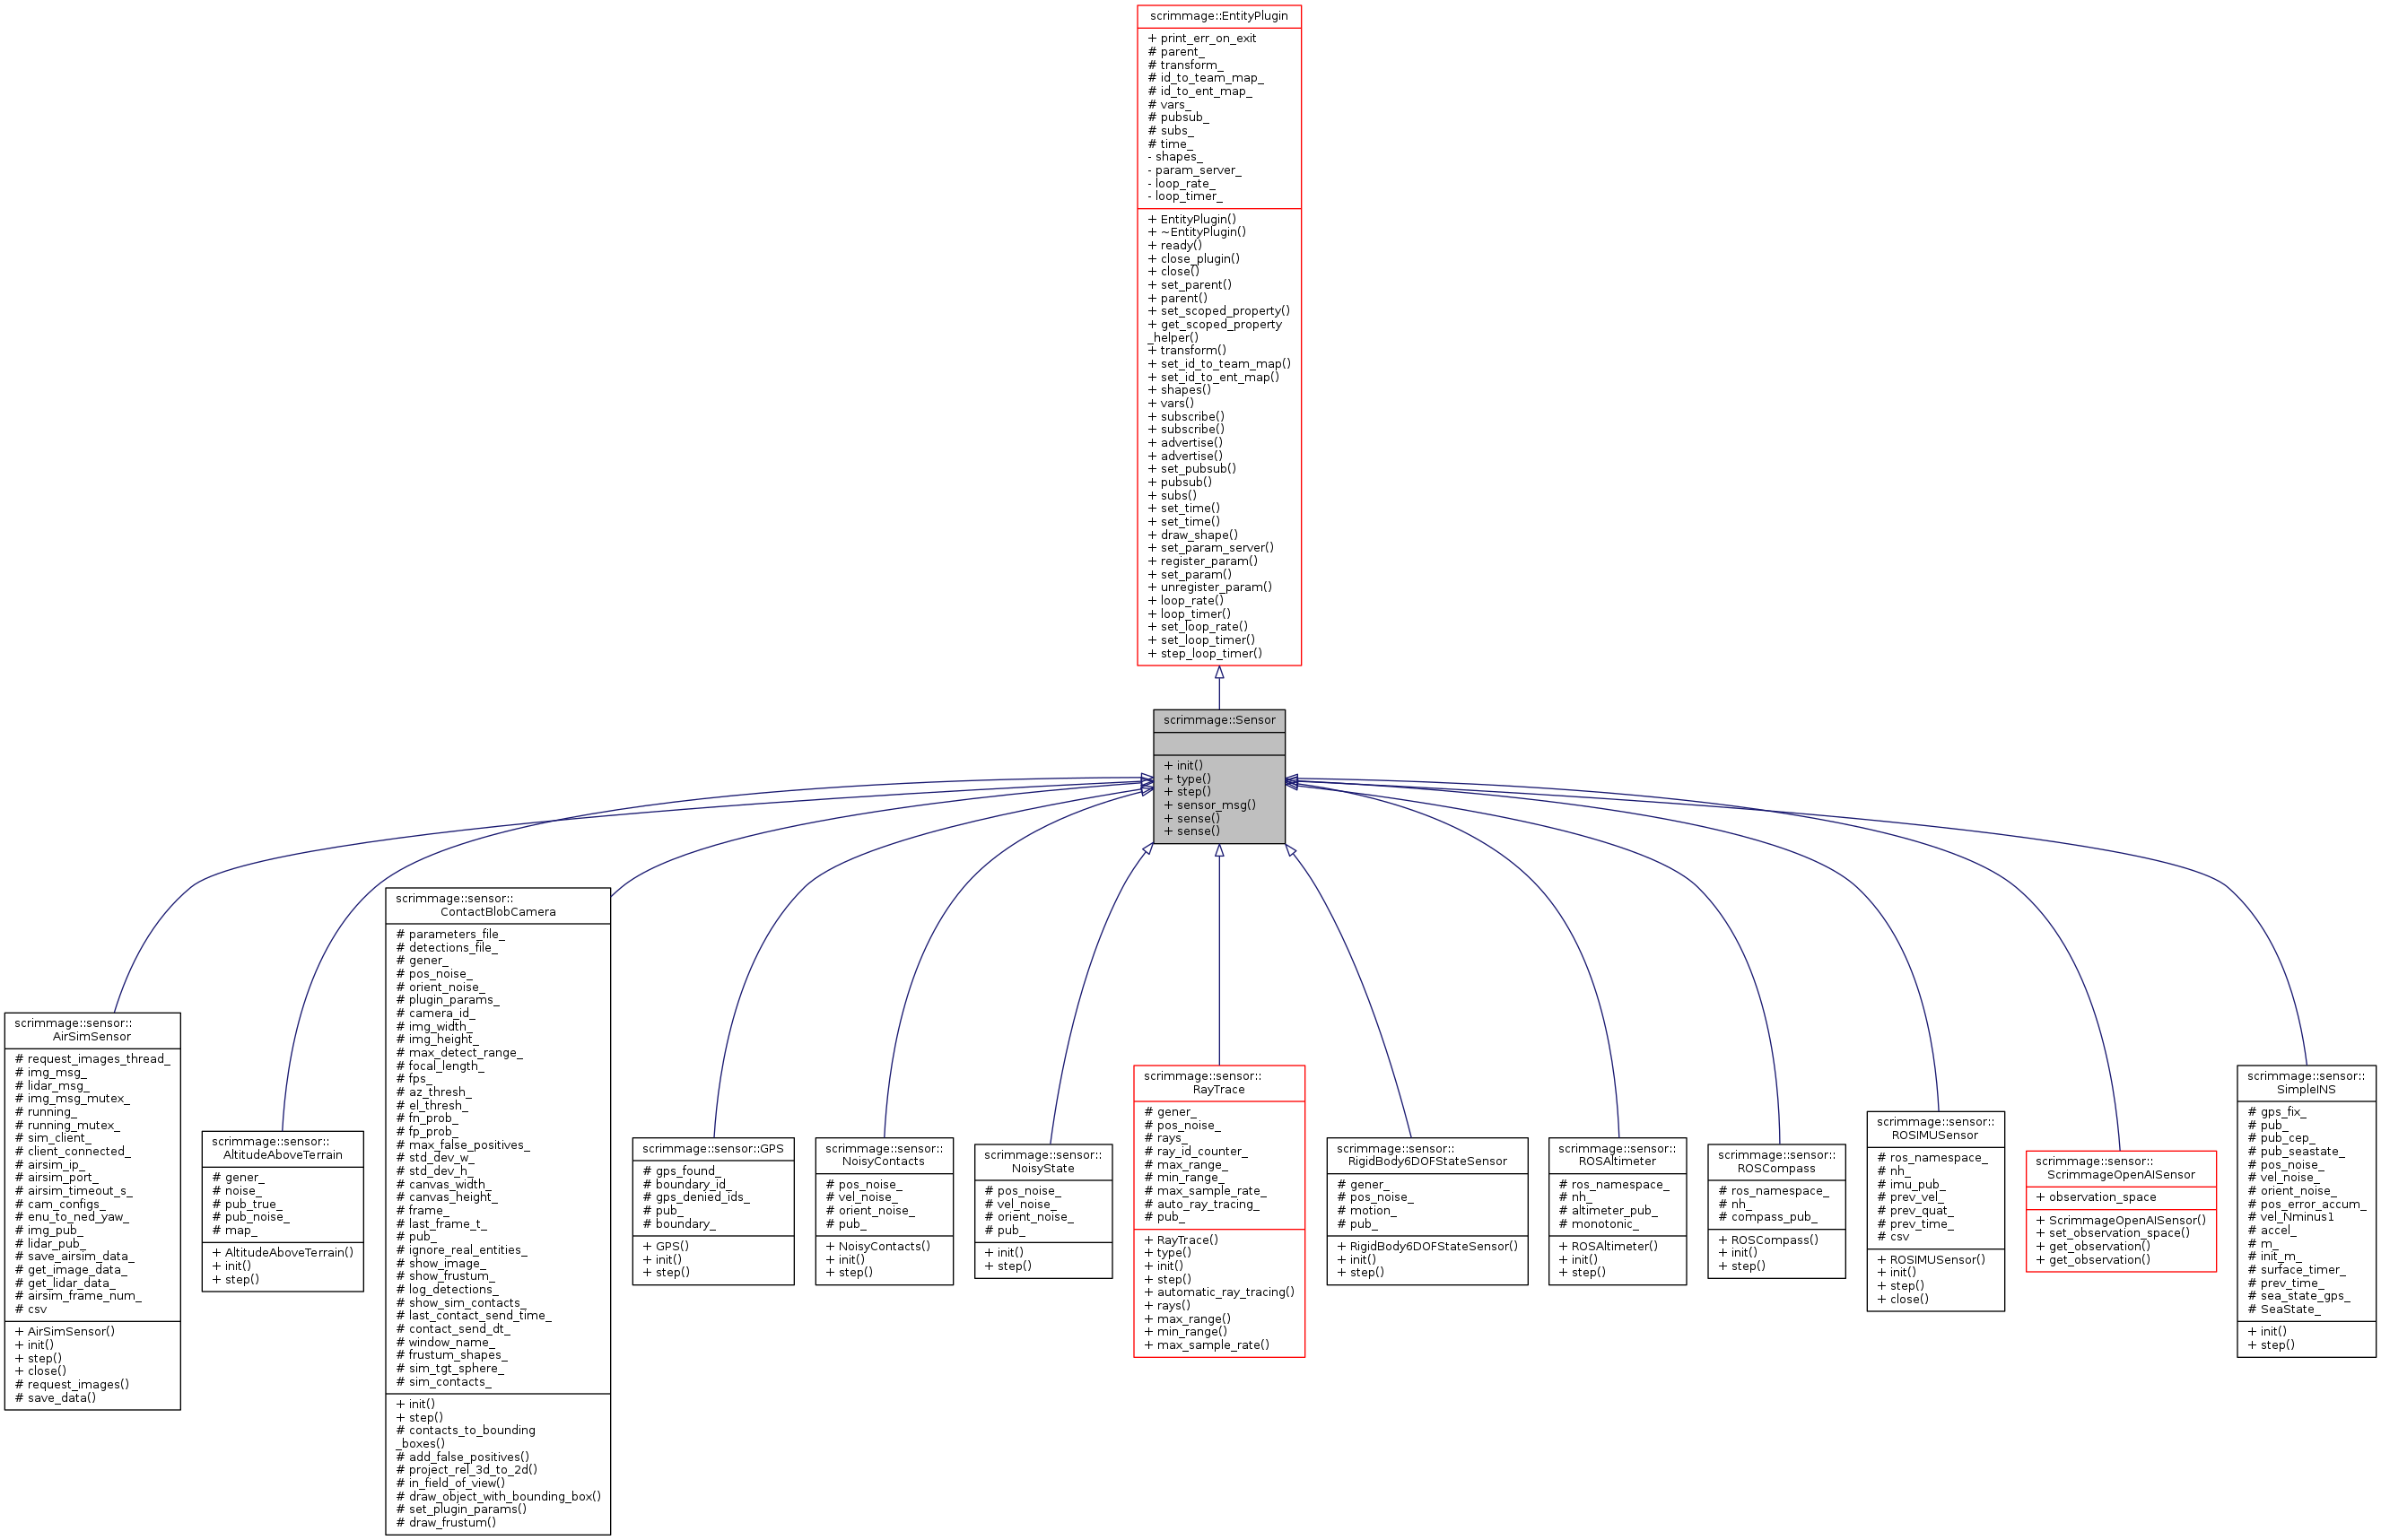 scrimmage::EntityPlugin
+ print_err_on_exit
# parent_
# transform_
# id_to_team_map_
# id_to_ent_map_
# vars_
# pubsub_
# subs_
# time_
- shapes_
- param_server_
- loop_rate_
- loop_timer_
+ EntityPlugin()
+ ~EntityPlugin()
+ ready()
+ close_plugin()
+ close()
+ set_parent()
+ parent()
+ set_scoped_property()
+ get_scoped_property
_helper()
+ transform()
+ set_id_to_team_map()
+ set_id_to_ent_map()
+ shapes()
+ vars()
+ subscribe()
+ subscribe()
+ advertise()
+ advertise()
+ set_pubsub()
+ pubsub()
+ subs()
+ set_time()
+ set_time()
+ draw_shape()
+ set_param_server()
+ register_param()
+ set_param()
+ unregister_param()
+ loop_rate()
+ loop_timer()
+ set_loop_rate()
+ set_loop_timer()
+ step_loop_timer()
scrimmage::Sensor
+ init()
+ type()
+ step()
+ sensor_msg()
+ sense()
+ sense()
scrimmage::sensor::
AirSimSensor
# request_images_thread_
# img_msg_
# lidar_msg_
# img_msg_mutex_
# running_
# running_mutex_
# sim_client_
# client_connected_
# airsim_ip_
# airsim_port_
# airsim_timeout_s_
# cam_configs_
# enu_to_ned_yaw_
# img_pub_
# lidar_pub_
# save_airsim_data_
# get_image_data_
# get_lidar_data_
# airsim_frame_num_
# csv
+ AirSimSensor()
+ init()
+ step()
+ close()
# request_images()
# save_data()
scrimmage::sensor::
AltitudeAboveTerrain
# gener_
# noise_
# pub_true_
# pub_noise_
# map_
+ AltitudeAboveTerrain()
+ init()
+ step()
scrimmage::sensor::
ContactBlobCamera
# parameters_file_
# detections_file_
# gener_
# pos_noise_
# orient_noise_
# plugin_params_
# camera_id_
# img_width_
# img_height_
# max_detect_range_
# focal_length_
# fps_
# az_thresh_
# el_thresh_
# fn_prob_
# fp_prob_
# max_false_positives_
# std_dev_w_
# std_dev_h_
# canvas_width_
# canvas_height_
# frame_
# last_frame_t_
# pub_
# ignore_real_entities_
# show_image_
# show_frustum_
# log_detections_
# show_sim_contacts_
# last_contact_send_time_
# contact_send_dt_
# window_name_
# frustum_shapes_
# sim_tgt_sphere_
# sim_contacts_
+ init()
+ step()
# contacts_to_bounding
_boxes()
# add_false_positives()
# project_rel_3d_to_2d()
# in_field_of_view()
# draw_object_with_bounding_box()
# set_plugin_params()
# draw_frustum()
scrimmage::sensor::GPS
# gps_found_
# boundary_id_
# gps_denied_ids_
# pub_
# boundary_
+ GPS()
+ init()
+ step()
scrimmage::sensor::
NoisyContacts
# pos_noise_
# vel_noise_
# orient_noise_
# pub_
+ NoisyContacts()
+ init()
+ step()
scrimmage::sensor::
NoisyState
# pos_noise_
# vel_noise_
# orient_noise_
# pub_
+ init()
+ step()
scrimmage::sensor::
RayTrace
# gener_
# pos_noise_
# rays_
# ray_id_counter_
# max_range_
# min_range_
# max_sample_rate_
# auto_ray_tracing_
# pub_
+ RayTrace()
+ type()
+ init()
+ step()
+ automatic_ray_tracing()
+ rays()
+ max_range()
+ min_range()
+ max_sample_rate()
scrimmage::sensor::
RigidBody6DOFStateSensor
# gener_
# pos_noise_
# motion_
# pub_
+ RigidBody6DOFStateSensor()
+ init()
+ step()
scrimmage::sensor::
ROSAltimeter
# ros_namespace_
# nh_
# altimeter_pub_
# monotonic_
+ ROSAltimeter()
+ init()
+ step()
scrimmage::sensor::
ROSCompass
# ros_namespace_
# nh_
# compass_pub_
+ ROSCompass()
+ init()
+ step()
scrimmage::sensor::
ROSIMUSensor
# ros_namespace_
# nh_
# imu_pub_
# prev_vel_
# prev_quat_
# prev_time_
# csv
+ ROSIMUSensor()
+ init()
+ step()
+ close()
scrimmage::sensor::
ScrimmageOpenAISensor
+ observation_space
+ ScrimmageOpenAISensor()
+ set_observation_space()
+ get_observation()
+ get_observation()
scrimmage::sensor::
SimpleINS
# gps_fix_
# pub_
# pub_cep_
# pub_seastate_
# pos_noise_
# vel_noise_
# orient_noise_
# pos_error_accum_
# vel_Nminus1
# accel_
# m_
# init_m_
# surface_timer_
# prev_time_
# sea_state_gps_
# SeaState_
+ init()
+ step()